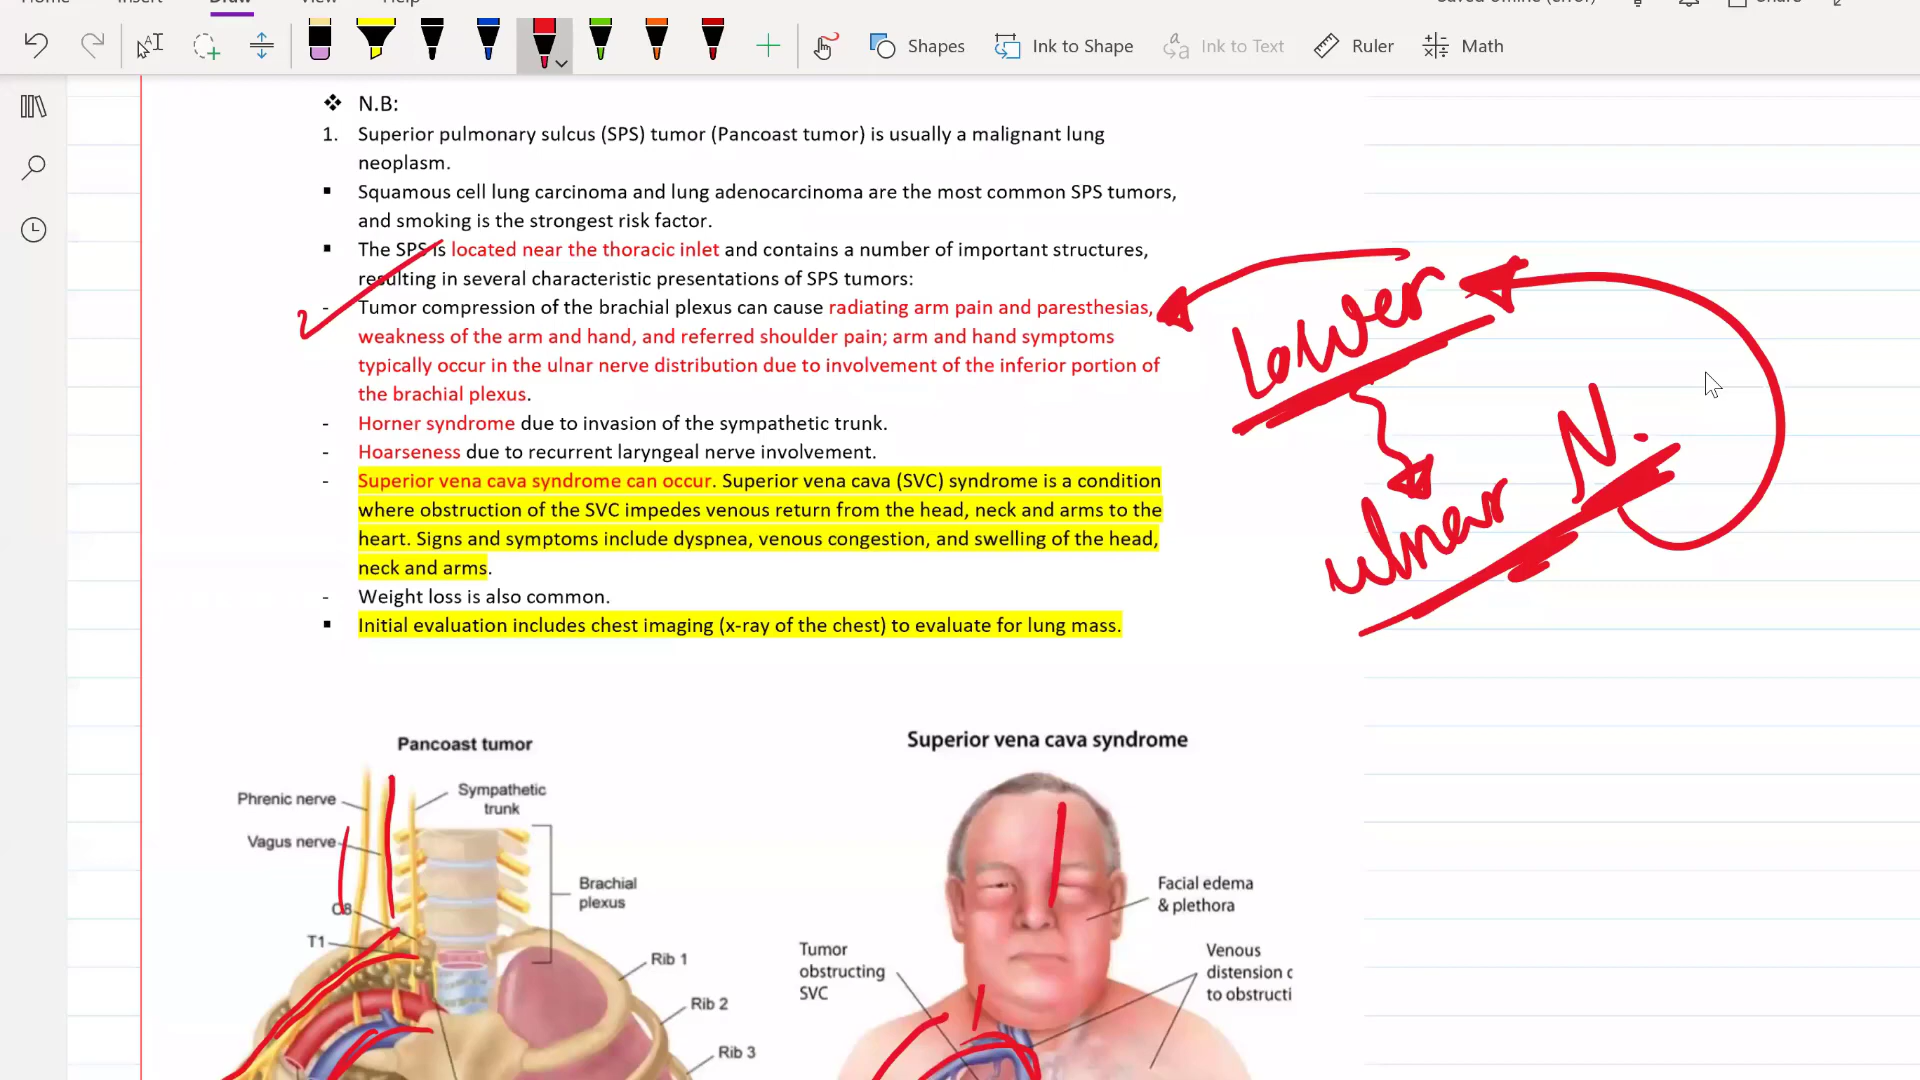 Shapes Ink to Shape Ink to Text Ruler Math
❖ N.B:
1. Superior pulmonary sulcus (SPS) tumor (Pancoast tumor) is usually a malignant lung
neoplasm.
▪ Squamous cell lung carcinoma and lung adenocarcinoma are the most common SPS tumors,
and smoking is the strongest risk factor.
▪ The SPS is located near the thoracic inlet and contains a number of important structures,
resulting in several characteristic presentations of SPS tumors:
- Tumor compression of the brachial plexus can cause radiating arm pain and paresthesias,
weakness of the arm and hand, and referred shoulder pain; arm and hand symptoms
typically occur in the ulnar nerve distribution due to involvement of the inferior portion of
the brachial plexus.
- Horner syndrome due to invasion of the sympathetic trunk.
- Hoarseness due to recurrent laryngeal nerve involvement.
- Superior vena cava syndrome can occur. Superior vena cava (SVC) syndrome is a condition
where obstruction of the SVC impedes venous return from the head, neck and arms to the
heart. Signs and symptoms include dyspnea, venous congestion, and swelling of the head,
neck and arms.
- Weight loss is also common.
▪ Initial evaluation includes chest imaging (x-ray of the chest) to evaluate for lung mass.
Lower
ulnar N.
Pancoast tumor
Phrenic nerve
Sympathetic
trunk
Vagus nerve
Brachial
plexus
C8
T1
Rib 1
Rib 2
Rib 3
Superior vena cava syndrome
Facial edema
& plethora
Tumor
obstructing
SVC
Venous
distension
to obstructi